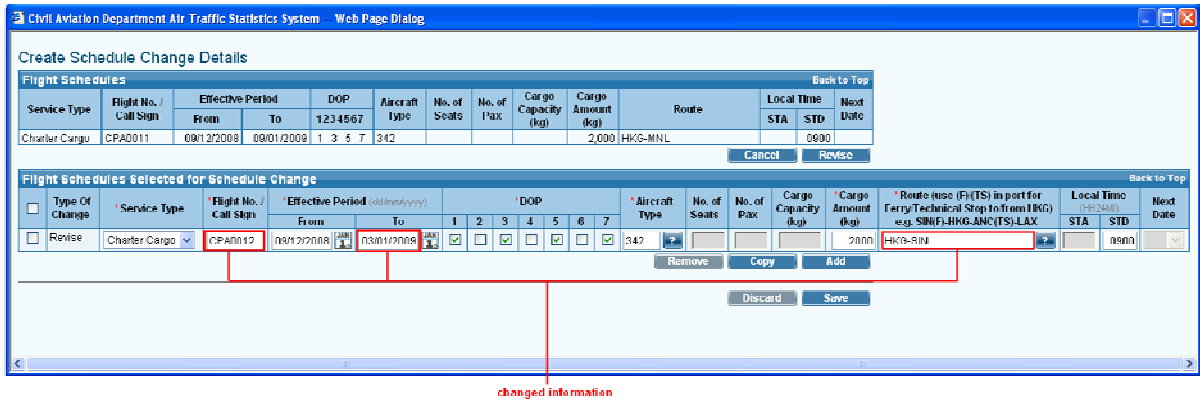 Civil Aviation Department Air Traffic Statistics System -- Web Page Dialog
Create Schedule Change Details
Flight Schedules Back to Top
Service Type Flight No. / Call Sign Effective Period DOP Aircraft Type No. of Seats No. of Pax Cargo Capacity (kg) Cargo Amount (kg) Route Local Time Next Date
From To 1234567 STA STD
Charter Cargo CPA0011 09/12/2008 09/01/2009 1 3 5 7 342 2,000 HKG-MNL 0900
Cancel Revise
Flight Schedules Selected for Schedule Change Back to Top
Type Of Change *Service Type *Flight No. / Call Sign *Effective Period (dd/mm/yyyy) *DOP *Aircraft Type No. of Seats No. of Pax Cargo Capacity (kg) *Cargo Amount (kg) *Route (use (F)/(TS) in port for Ferry/Technical Stop to/from HKG) e.g. SIN(F)-HKG-ANC(TS)-LAX Local Time (HH24MI) Next Date
From To 1 2 3 4 5 6 7 STA STD
Revise Charter Cargo CPA0012 09/12/2008 JAN 1 03/01/2009 JAN 1 342 ? 2000 HKG-SIN ? 0900
Remove Copy Add
Discard Save
changed information